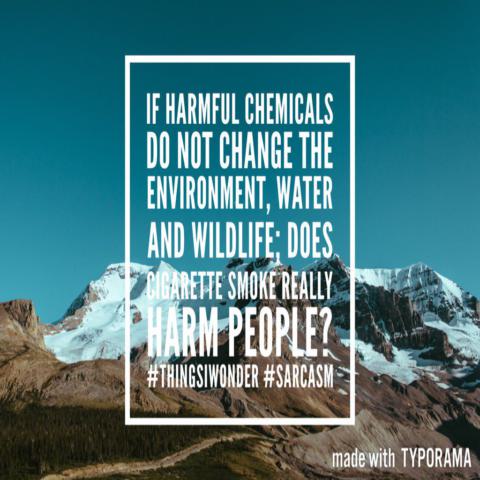 IF HARMFUL CHEMICALS
DO NOT CHANGE THE
ENVIRONMENT, WATER
AND WILDLIFE; DOES
CIGARETTE SMOKE REALLY
HARM PEOPLE?
#THINGSIWONDER #SARCASM
made with TYPORAMA